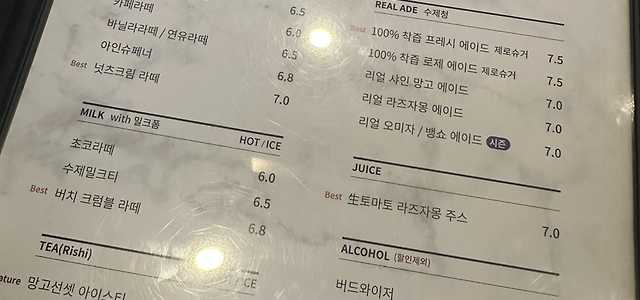 6.5
카페라떼 6.0
바닐라라떼 / 연유라떼 6.5
아인슈페너 6.8
Best 넛츠크림 라떼 7.0
MILK with 밀크폼 HOT / ICE
초코라떼 6.0
수제밀크티 6.5
Best 버치 크럼블 라떼 6.8
TEA(Rishi) / ICE
망고선셋 아이스티
REAL ADE 수제청
Best 100% 착즙 프레시 에이드 제로슈거 7.5
100% 착즙 로제 에이드 제로슈거 7.5
리얼 샤인 망고 에이드 7.0
리얼 라즈자몽 에이드 7.0
리얼 오미자 / 뱅쇼 에이드 시즌 7.0
JUICE
Best 生토마토 라즈자몽 주스 7.0
ALCOHOL (할인제외)
버드와이저